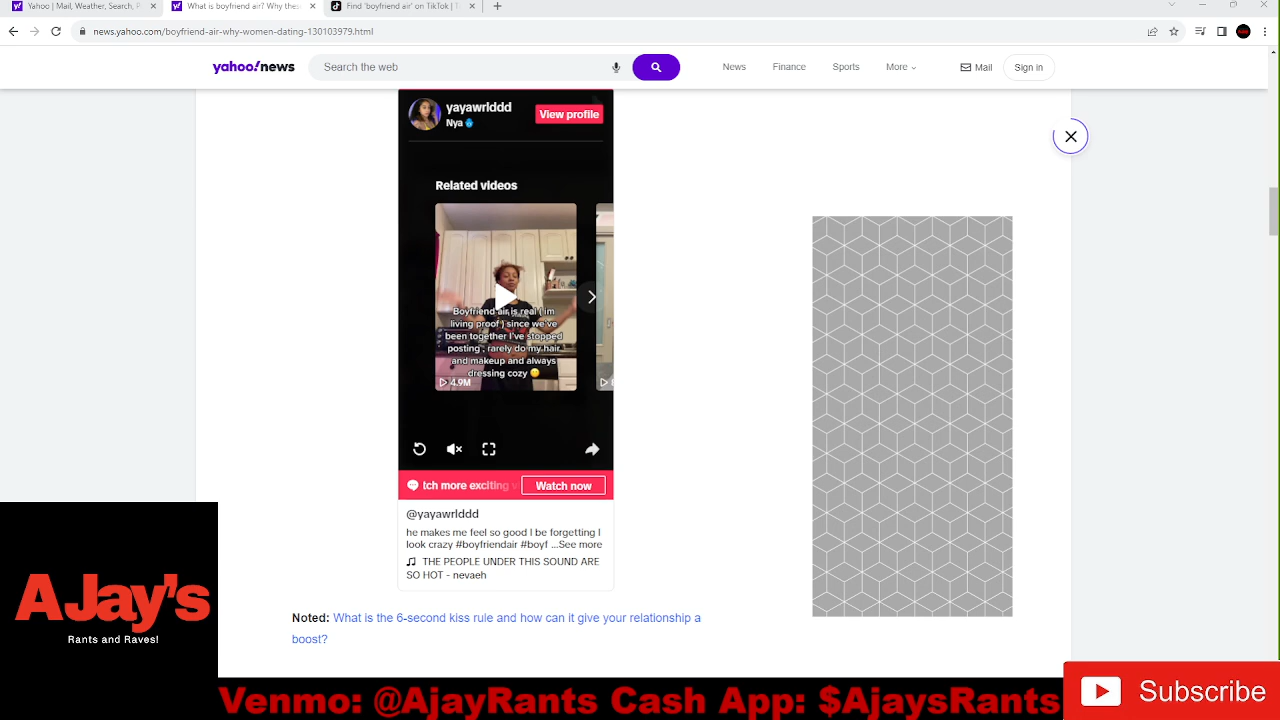 Yahoo | Mail, Weather, Search, P
What is boyfriend air? Why thes
Find 'boyfriend air' on TikTok | T
news.yahoo.com/boyfriend-air-why-women-dating-130103979.html
yahoo!news
Search the web
News
Finance
Sports
More
Mail
Sign in
yayawrlddd
Nya
View profile
Related videos
Boyfriend air is real ( im
living proof ) since we've
been together I've stopped
posting , rarely do my hair
and makeup and always
dressing cozy
4.9M
tch more exciting v
Watch now
@yayawrlddd
he makes me feel so good I be forgetting I
look crazy #boyfriendair #boyf ...See more
THE PEOPLE UNDER THIS SOUND ARE
SO HOT - nevaeh
Noted: What is the 6-second kiss rule and how can it give your relationship a
boost?
AJay's
Rants and Raves!
Venmo: @AjayRants Cash App: $AjaysRants
Subscribe